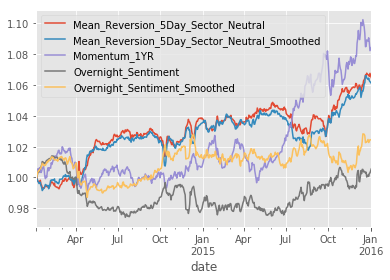 1.10
1.08
1.06
1.04
1.02
1.00
0.98
Mean_Reversion_5Day_Sector_Neutral
Mean_Reversion_5Day_Sector_Neutral_Smoothed
Momentum_1YR
Overnight_Sentiment
Overnight_Sentiment_Smoothed
Apr Jul Oct Jan Apr Jul Oct Jan
2015 2016
date